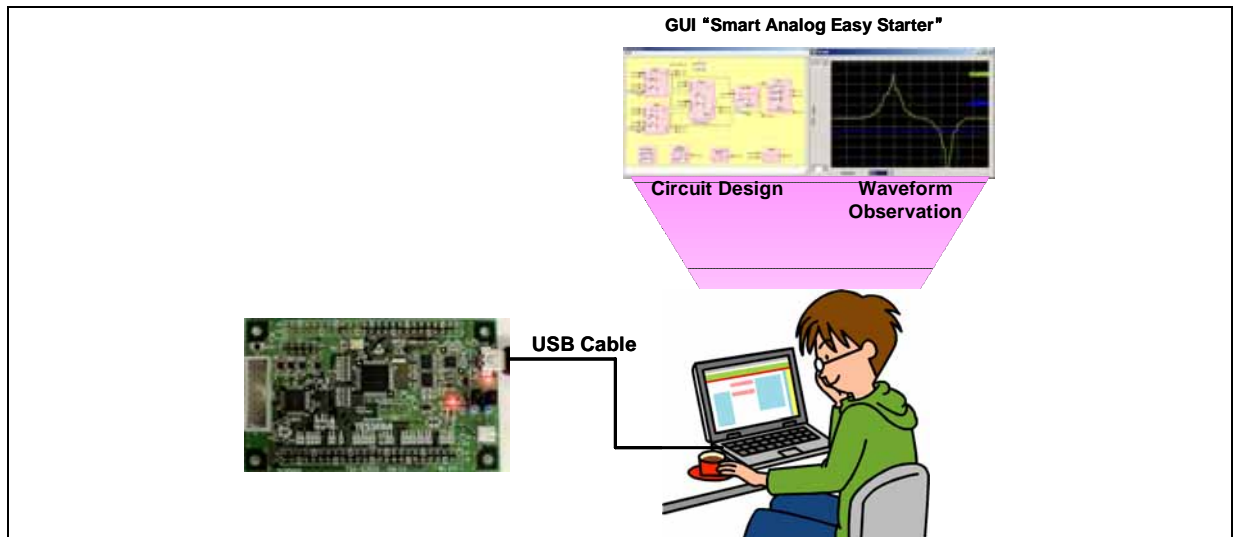 GUI “Smart Analog Easy Starter”
Circuit Design
Waveform
Observation
USB Cable